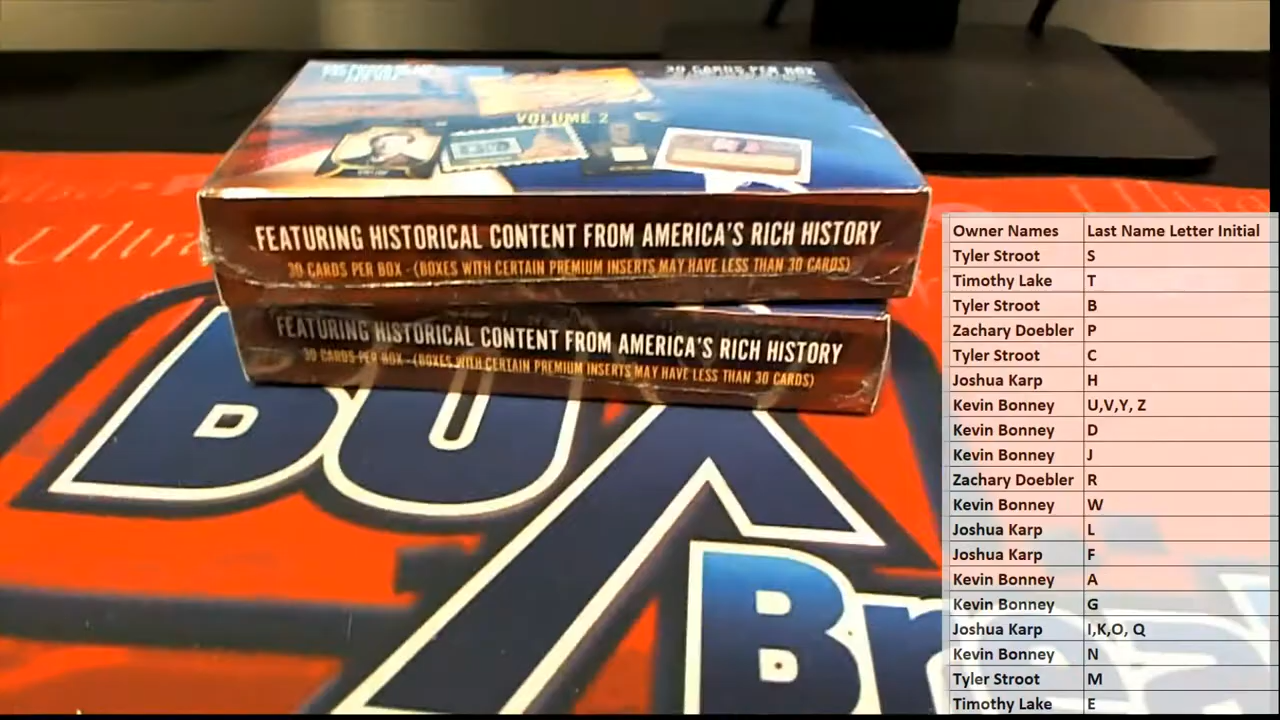 30 CARDS PER BOX
VOLUME 2
FEATURING HISTORICAL CONTENT FROM AMERICA'S RICH HISTORY
30 CARDS PER BOX - (BOXES WITH CERTAIN PREMIUM INSERTS MAY HAVE LESS THAN 30 CARDS)
FEATURING HISTORICAL CONTENT FROM AMERICA'S RICH HISTORY
30 CARDS PER BOX - (BOXES WITH CERTAIN PREMIUM INSERTS MAY HAVE LESS THAN 30 CARDS)
Ultra
Owner Names Last Name Letter Initial
Tyler Stroot S
Timothy Lake T
Tyler Stroot B
Zachary Doebler P
Tyler Stroot C
Joshua Karp H
Kevin Bonney U,V,Y, Z
Kevin Bonney D
Kevin Bonney J
Zachary Doebler R
Kevin Bonney W
Joshua Karp L
Joshua Karp F
Kevin Bonney A
Kevin Bonney G
Joshua Karp I,K,O, Q
Kevin Bonney N
Tyler Stroot M
Timothy Lake E